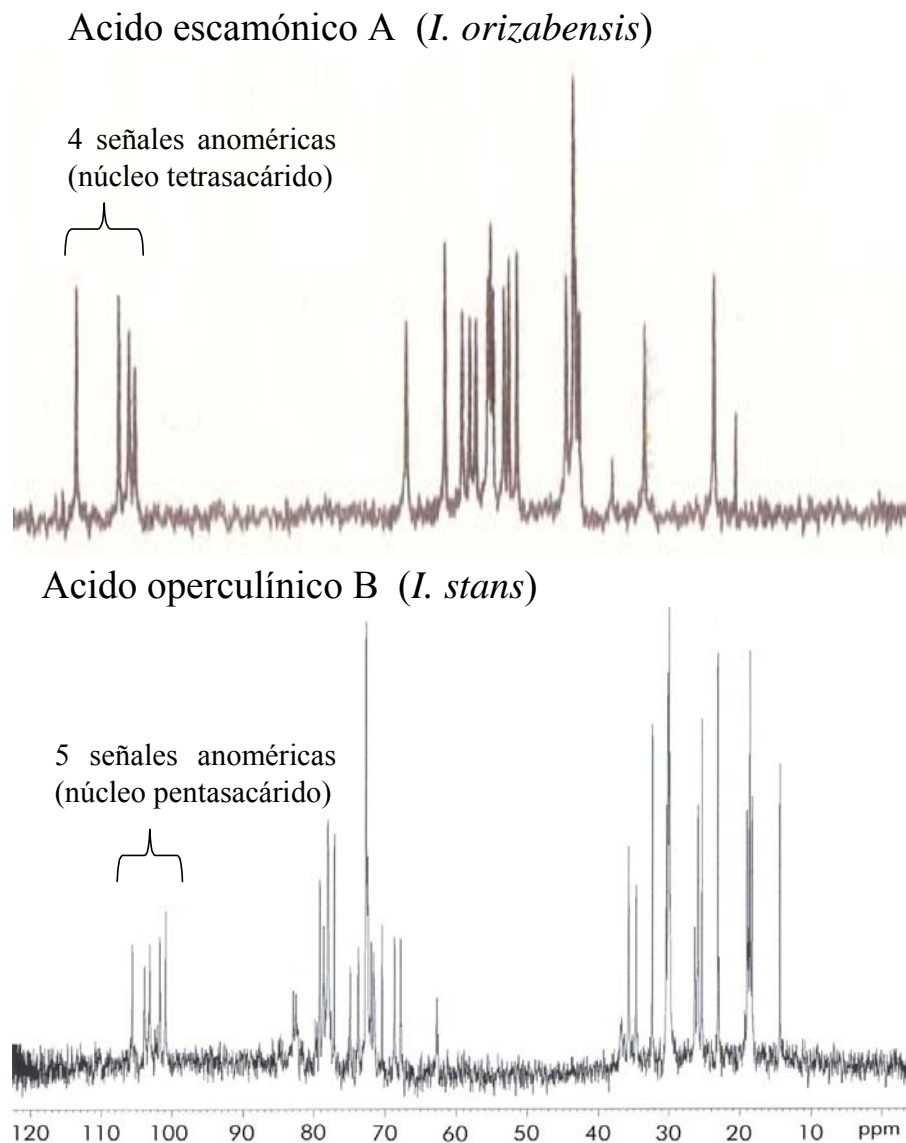 Acido escamónico A (I. orizabensis)
4 señales anoméricas
(núcleo tetrasacárido)
Acido operculínico B (I. stans)
5 señales anoméricas
(núcleo pentasacárido)
120 110 100 90 80 70 60 50 40 30 20 10 ppm